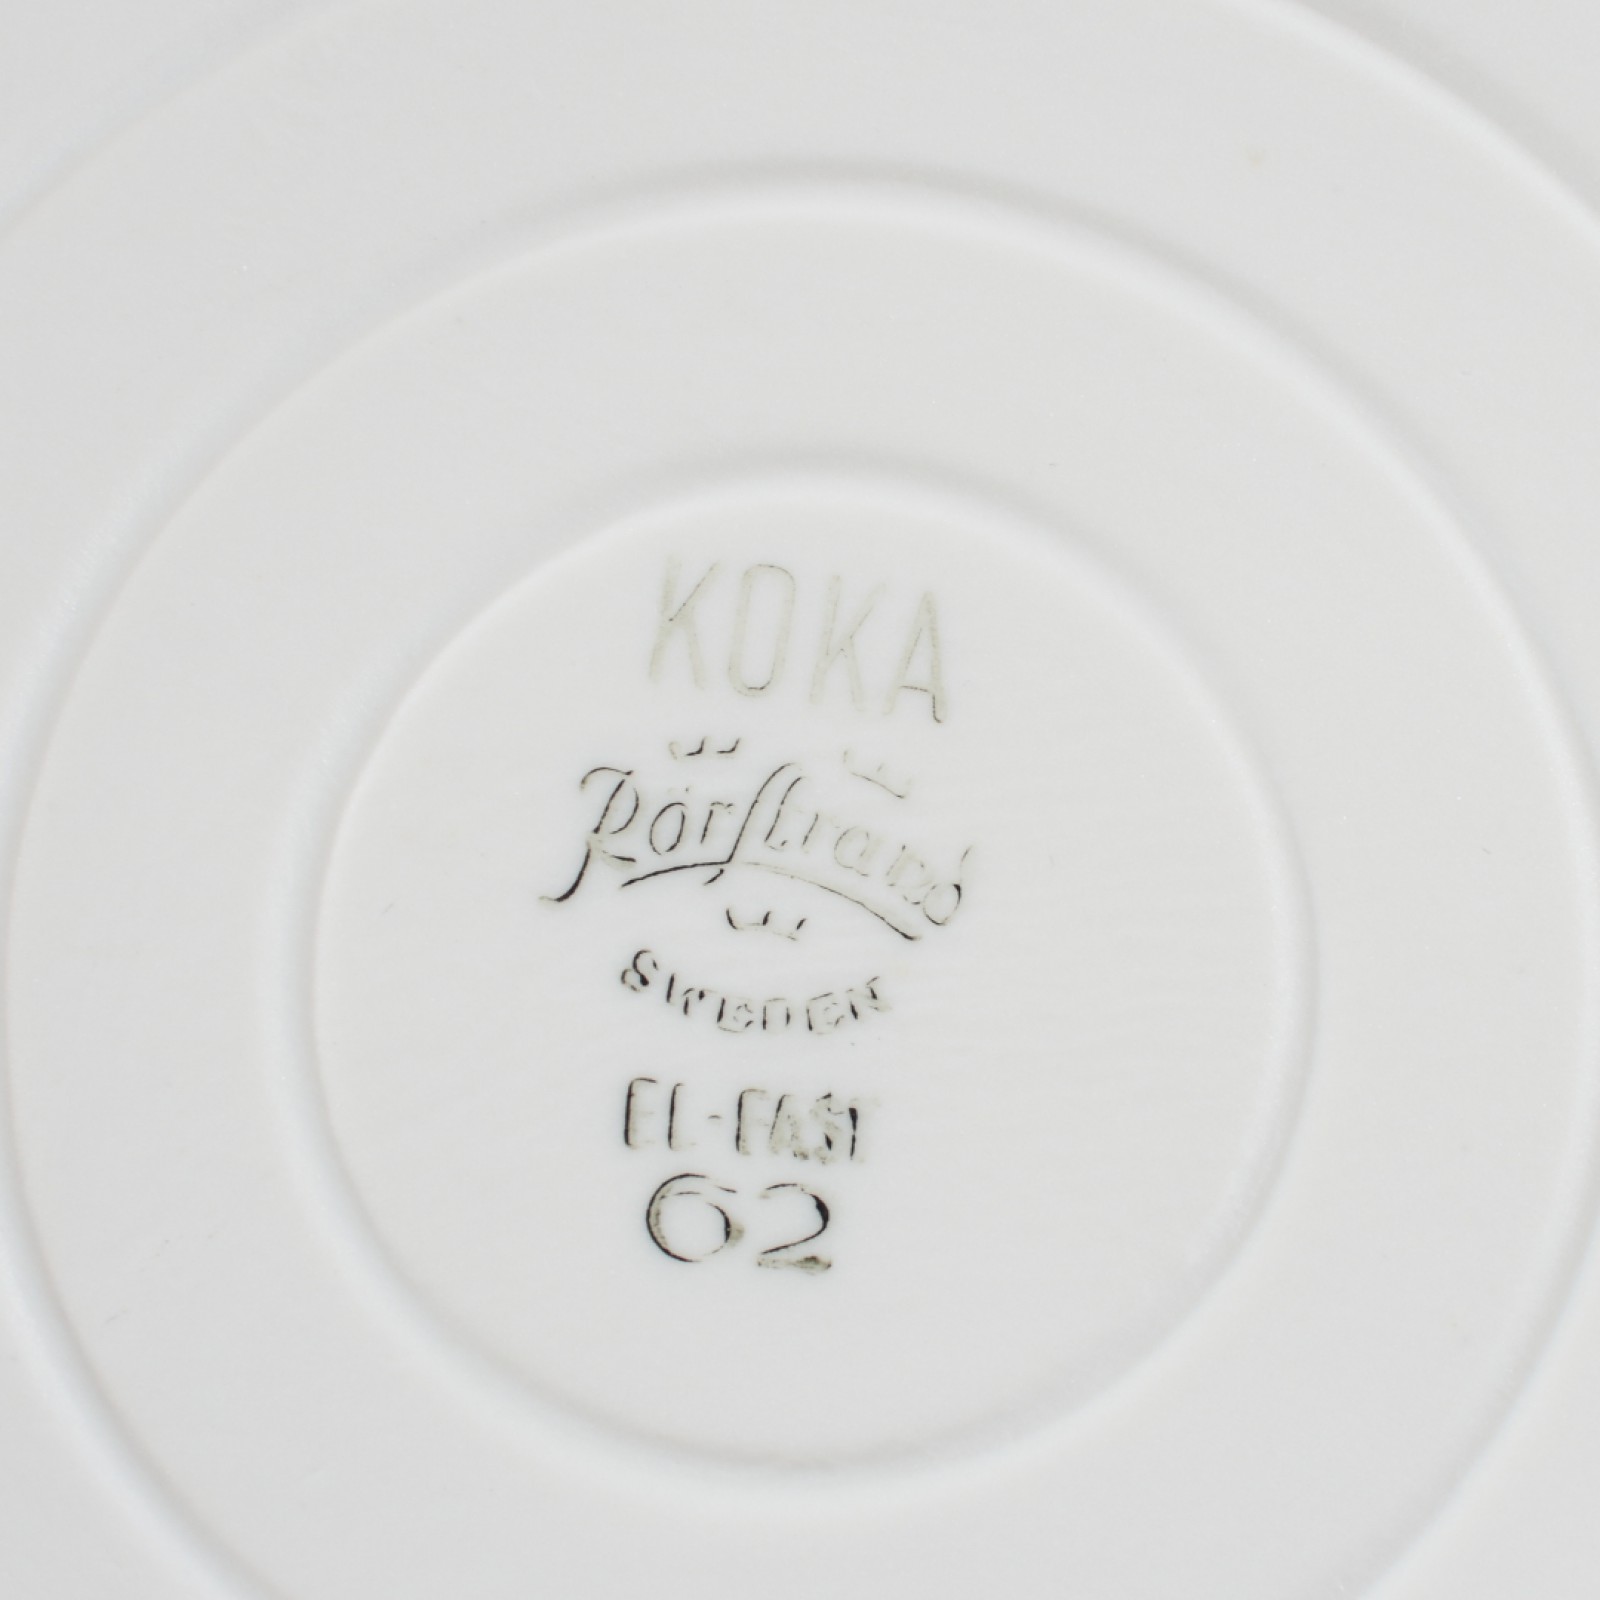 KOKA
Rörstrand
SWEDEN
EL-FAST
62